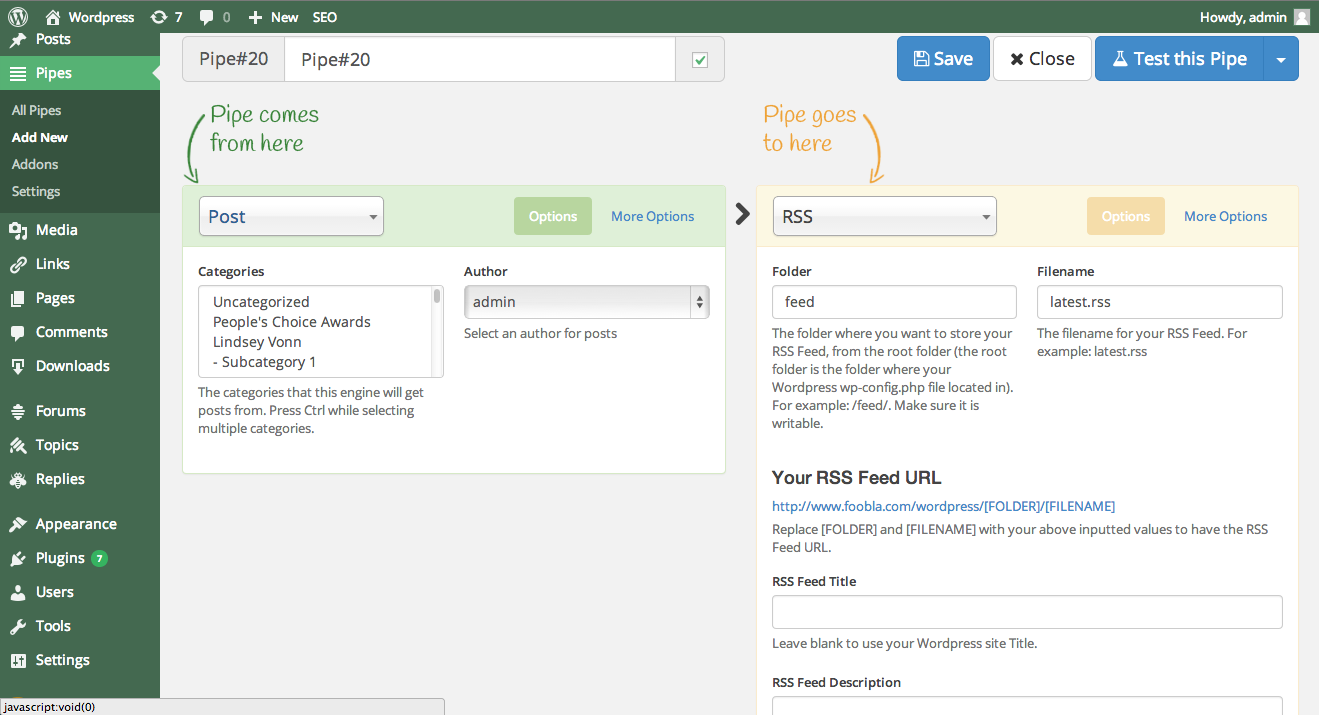 Wordpress 7 0 New SEO Howdy, admin
Posts
Pipes
All Pipes
Add New
Addons
Settings
Media
Links
Pages
Comments
Downloads
Forums
Topics
Replies
Appearance
Plugins 7
Users
Tools
Settings
Pipe#20 Pipe#20 Save Close Test this Pipe
Pipe comes
from here
Pipe goes
to here
Post Options More Options
Categories
Uncategorized
People's Choice Awards
Lindsey Vonn
- Subcategory 1
The categories that this engine will get
posts from. Press Ctrl while selecting
multiple categories.
Author
admin
Select an author for posts
RSS Options More Options
Folder
feed
The folder where you want to store your
RSS Feed, from the root folder (the root
folder is the folder where your
Wordpress wp-config.php file located in).
For example: /feed/. Make sure it is
writable.
Filename
latest.rss
The filename for your RSS Feed. For
example: latest.rss
Your RSS Feed URL
http://www.foobla.com/wordpress/[FOLDER]/[FILENAME]
Replace [FOLDER] and [FILENAME] with your above inputted values to have the RSS
Feed URL.
RSS Feed Title
Leave blank to use your Wordpress site Title.
RSS Feed Description
javascript:void(0)